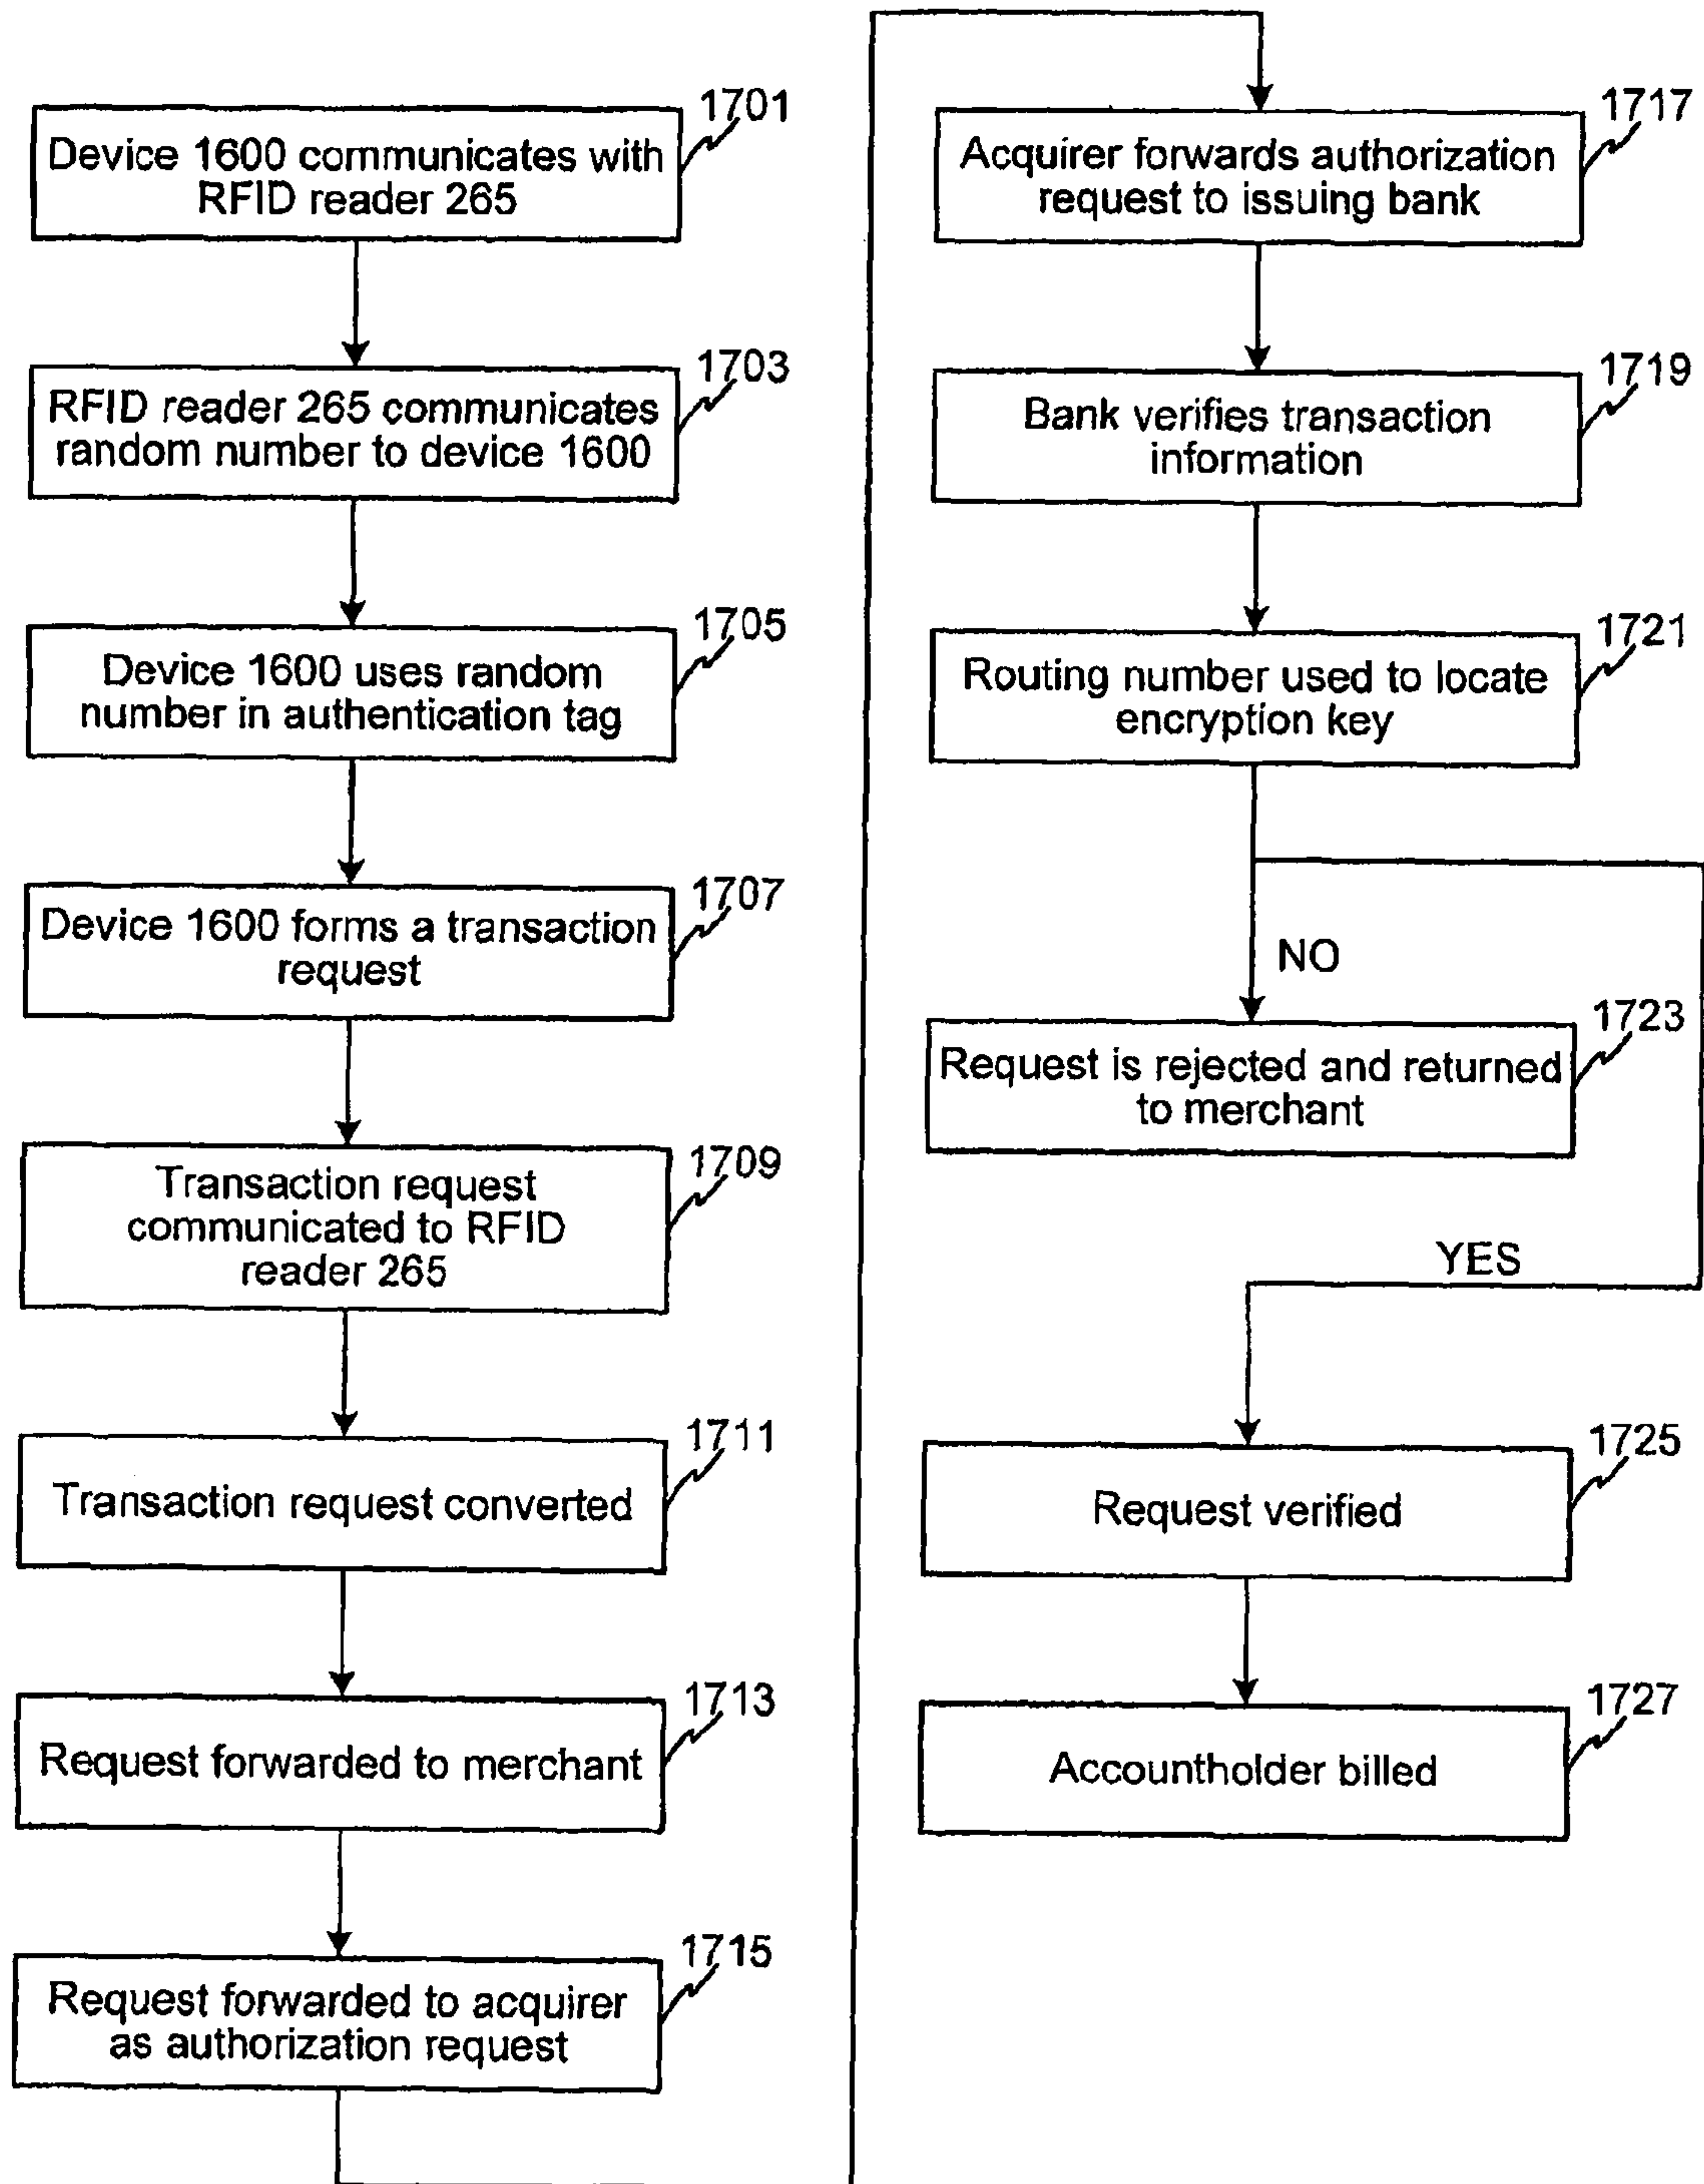 1701
Device 1600 communicates with
RFID reader 265
1703
RFID reader 265 communicates
random number to device 1600
1705
Device 1600 uses random
number in authentication tag
1707
Device 1600 forms a transaction
request
1709
Transaction request
communicated to RFID
reader 265
1711
Transaction request converted
1713
Request forwarded to merchant
1715
Request forwarded to acquirer
as authorization request
1717
Acquirer forwards authorization
request to issuing bank
1719
Bank verifies transaction
information
1721
Routing number used to locate
encryption key
NO
1723
Request is rejected and returned
to merchant
YES
1725
Request verified
1727
Accountholder billed